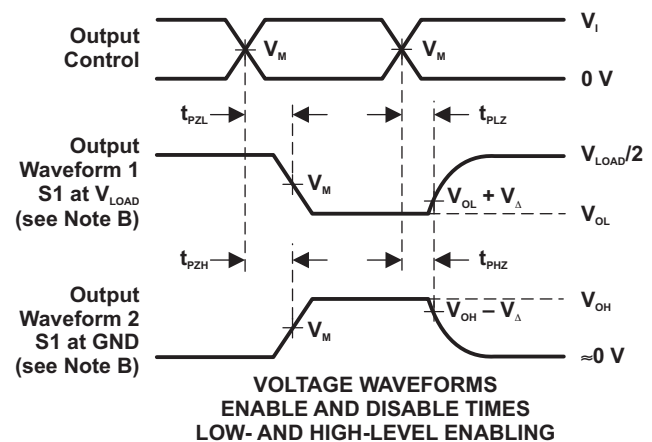 Output
Control
V_M
V_M
V_I
0 V
t_PZL
t_PLZ
Output
Waveform 1
S1 at V_LOAD
(see Note B)
V_M
V_OL + V_Δ
V_LOAD/2
V_OL
t_PZH
t_PHZ
Output
Waveform 2
S1 at GND
(see Note B)
V_M
V_OH – V_Δ
V_OH
≈0 V
VOLTAGE WAVEFORMS
ENABLE AND DISABLE TIMES
LOW- AND HIGH-LEVEL ENABLING